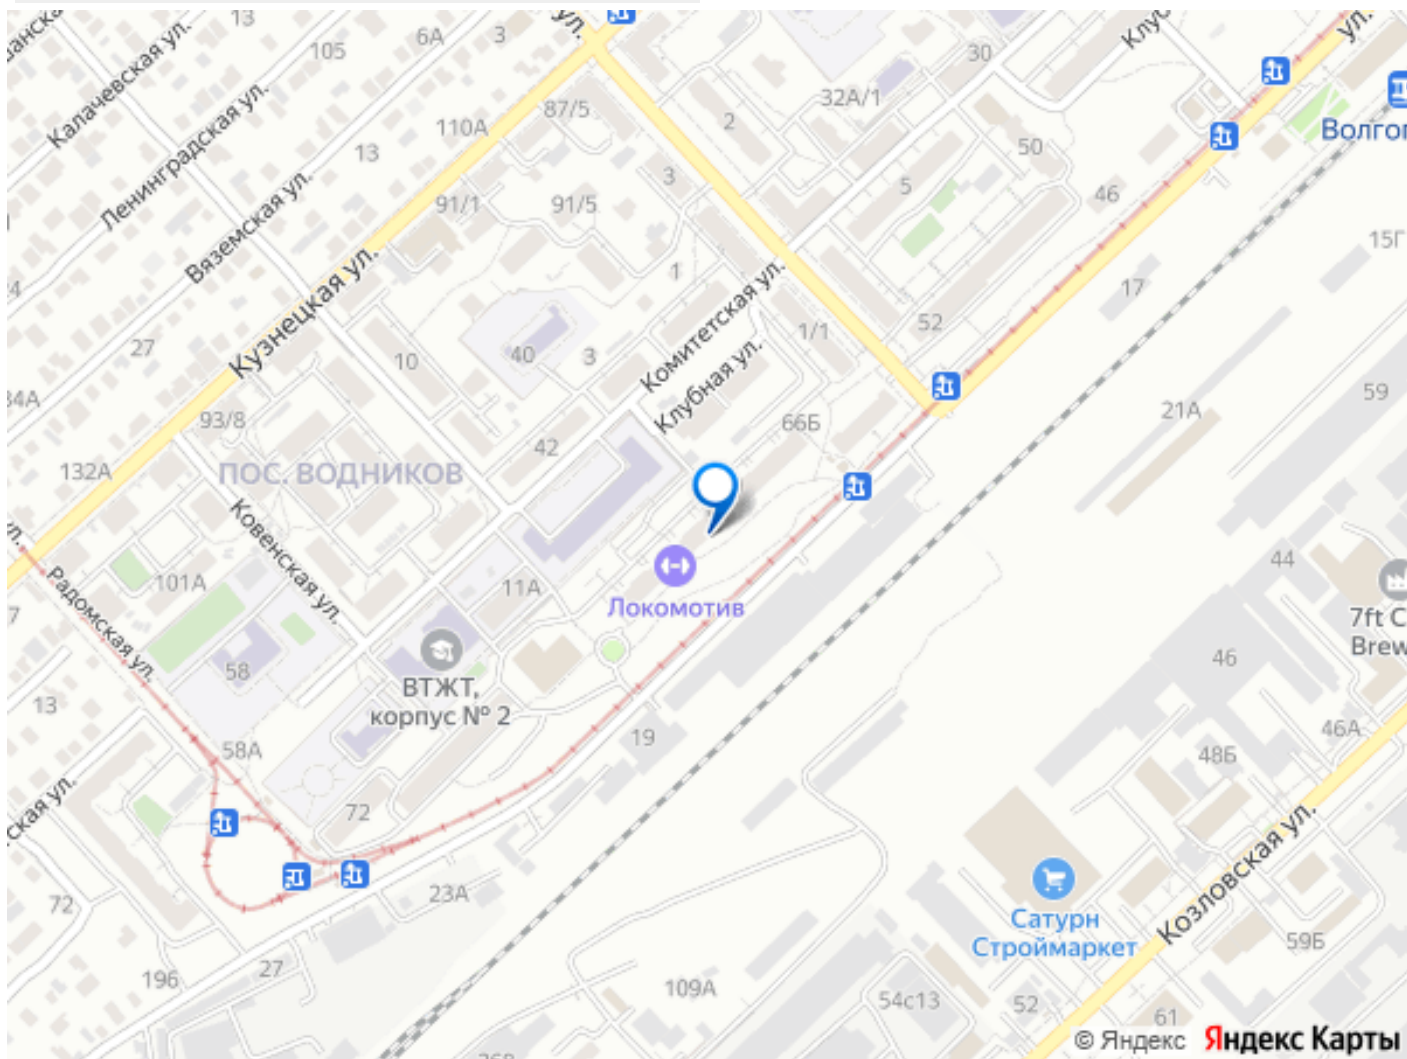 Калачевская ул.
105
6А
3
ул.
30
Клуб
ул.
Ленинградская ул.
13
110А
87/5
2
32А/1
50
Волгог
Вяземская ул.
91/1
91/5
3
5
46
15Г
1
17
27
Кузнецкая ул.
10
40
3
Комитетская ул.
1/1
52
59
34А
93/8
42
Клубная ул.
66Б
21А
132А
ПОС. ВОДНИКОВ
ул.
Ковенская ул.
101А
11А
44
Радомская ул.
Локомотив
7ft C
Brew
58
ВТЖТ,
корпус № 2
46
13
58А
19
46А
48Б
ская ул.
72
Козловская ул.
72
23А
Сатурн
Строймаркет
59Б
196
27
109А
54с13
52
61
© Яндекс Яндекс Карты